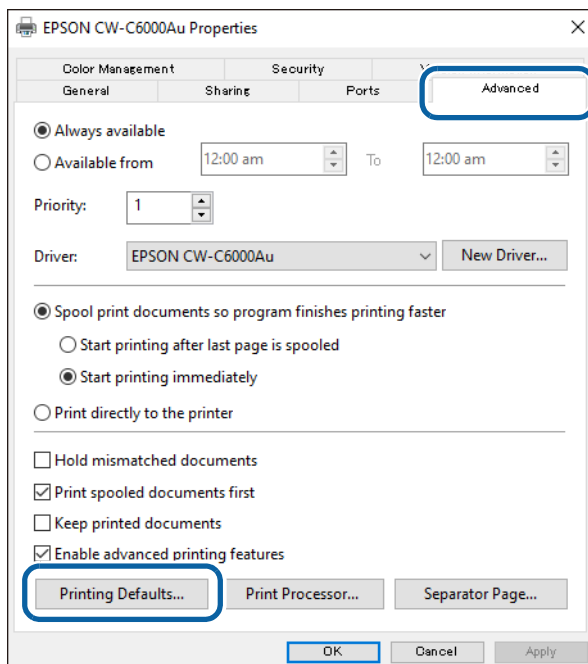 EPSON CW-C6000Au Properties
Color Management Security
General Sharing Ports Advanced
Always available
Available from 12:00 am To 12:00 am
Priority: 1
Driver: EPSON CW-C6000Au New Driver...
Spool print documents so program finishes printing faster
Start printing after last page is spooled
Start printing immediately
Print directly to the printer
Hold mismatched documents
Print spooled documents first
Keep printed documents
Enable advanced printing features
Printing Defaults... Print Processor... Separator Page...
OK Cancel Apply